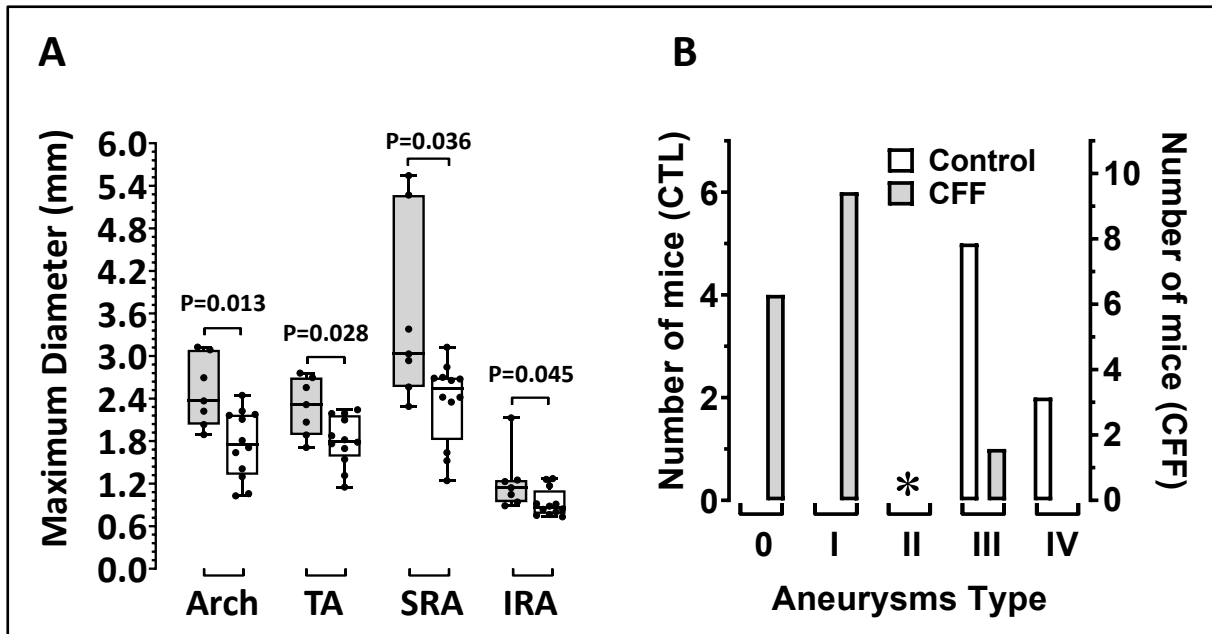 A
Maximum Diameter (mm)
6.0
5.4
4.8
4.2
3.6
3.0
2.4
1.8
1.2
0.6
0.0
P=0.013
P=0.028
P=0.036
P=0.045
Arch TA SRA IRA
B
Number of mice (CTL)
6
4
2
0
Control
CFF
*
Number of mice (CFF)
10
8
6
4
2
0
0 I II III IV
Aneurysms Type